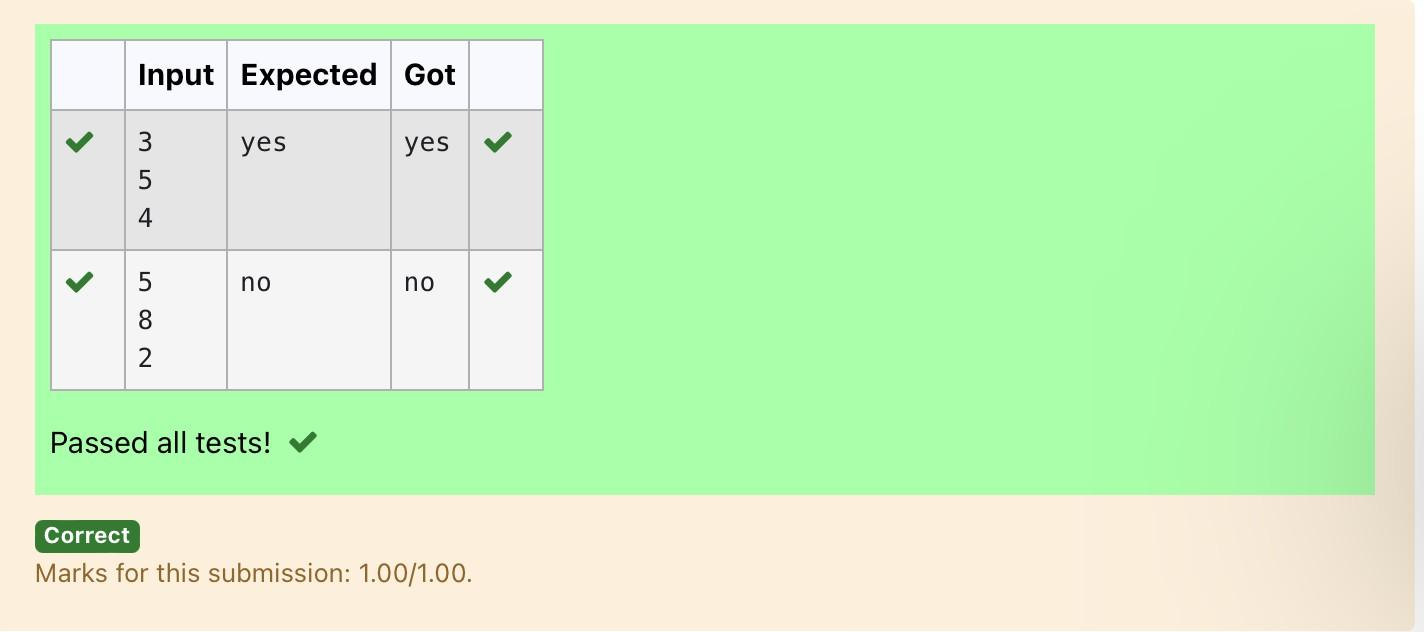 Input Expected Got
3 yes yes
5
4
5 no no
8
2
Passed all tests!
Correct
Marks for this submission: 1.00/1.00.